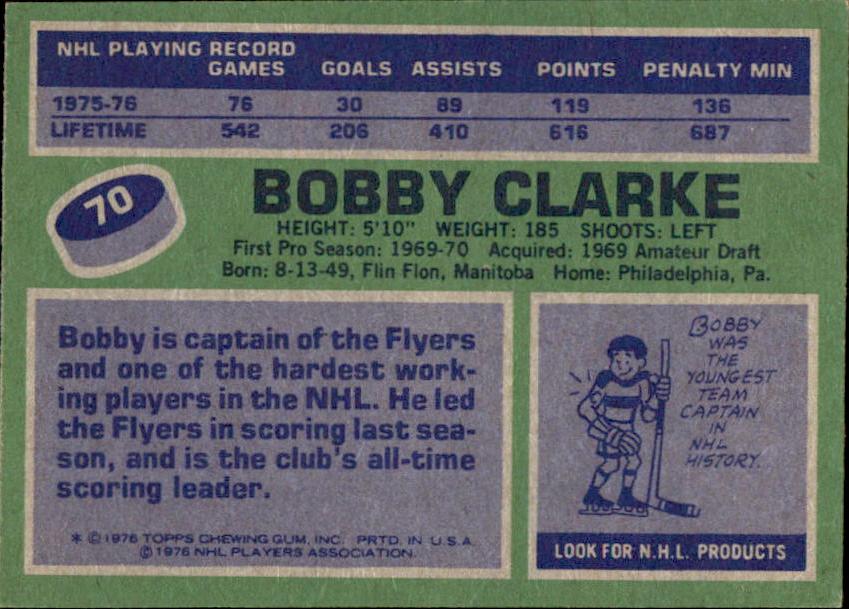 NHL PLAYING RECORD
GAMES GOALS ASSISTS POINTS PENALTY MIN
1975-76 76 30 89 119 136
LIFETIME 542 206 410 616 687
70
BOBBY CLARKE
HEIGHT: 5'10" WEIGHT: 185 SHOOTS: LEFT
First Pro Season: 1969-70 Acquired: 1969 Amateur Draft
Born: 8-13-49, Flin Flon, Manitoba Home: Philadelphia, Pa.
Bobby is captain of the Flyers
and one of the hardest work-
ing players in the NHL. He led
the Flyers in scoring last sea-
son, and is the club's all-time
scoring leader.
* © 1976 TOPPS CHEWING GUM, INC. PRTD. IN U.S.A.
© 1976 NHL PLAYERS ASSOCIATION.
BOBBY
WAS
THE
YOUNGEST
TEAM
CAPTAIN
IN
NHL
HISTORY.
LOOK FOR N.H.L. PRODUCTS